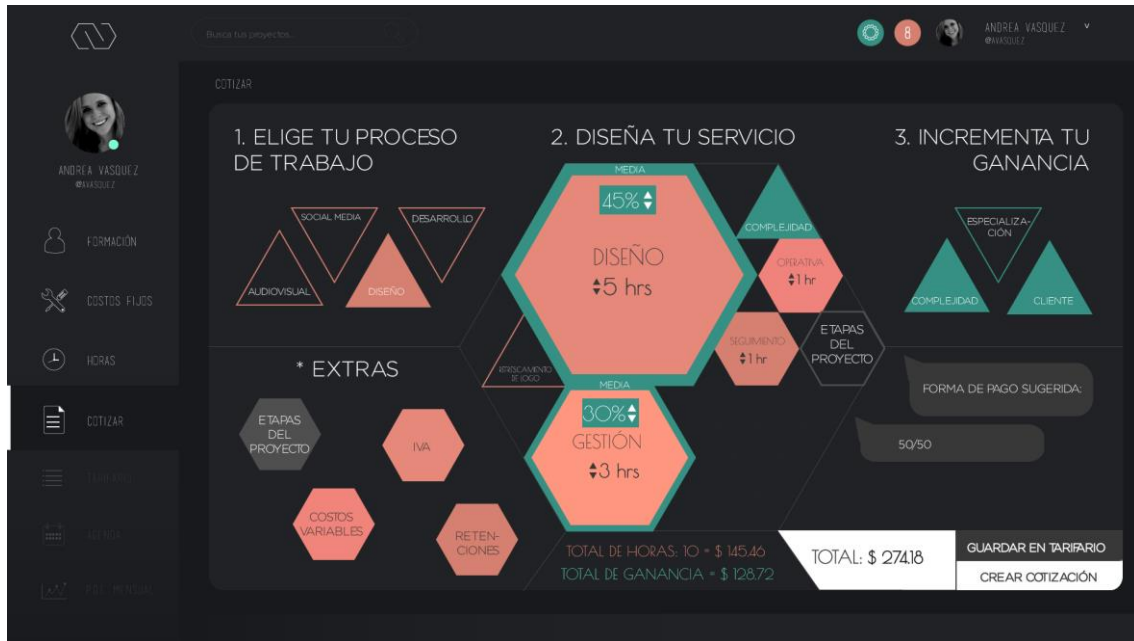 Busca tus proyectos...
8
ANDREA VASQUEZ
@AVASQUEZ
ANDREA VASQUEZ
@AVASQUEZ
FORMACIÓN
COSTOS FIJOS
HORAS
COTIZAR
AGENDA
COTIZAR
1. ELIGE TU PROCESO
DE TRABAJO
SOCIAL MEDIA
DESARROLLO
AUDIOVISUAL
DISEÑO
* EXTRAS
ETAPAS
DEL
PROYECTO
IVA
COSTOS
VARIABLES
RETEN-
CIONES
2. DISEÑA TU SERVICIO
MEDIA
45%
DISEÑO
5 hrs
COMPLEJIDAD
OPERATIVA
1 hr
SEGUIMIENTO
1 hr
ETAPAS
DEL
PROYECTO
REFRESCAMIENTO
DE LOGO
MEDIA
30%
GESTIÓN
3 hrs
TOTAL DE HORAS: 10 = $ 145.46
TOTAL DE GANANCIA = $ 128.72
3. INCREMENTA TU
GANANCIA
ESPECIALIZA-
CIÓN
COMPLEJIDAD
CLIENTE
FORMA DE PAGO SUGERIDA:
50/50
TOTAL: $ 274.18
GUARDAR EN TARIFARIO
CREAR COTIZACIÓN